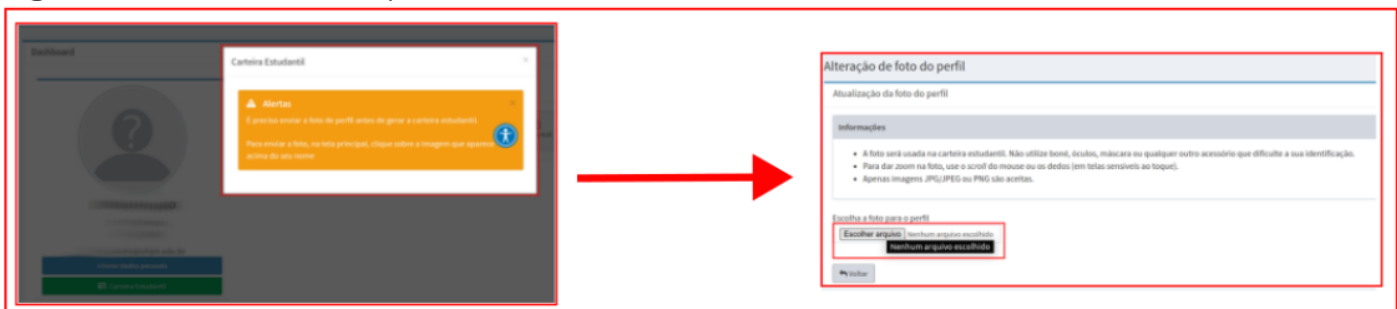 Dashboard
Carteira Estudantil
×
Alertas
×
É preciso enviar a foto de perfil antes de gerar a carteira estudantil.
Para enviar a foto, na tela principal, clique sobre a imagem que aparece
acima do seu nome
Carteira Estudantil
Alteração de foto do perfil
Atualização da foto do perfil
Informações
• A foto será usada na carteira estudantil. Não utilize boné, óculos, máscara ou qualquer outro acessório que dificulte a sua identificação.
• Para dar zoom na foto, use o scroll do mouse ou os dedos (em telas sensíveis ao toque).
• Apenas imagens JPG/JPEG ou PNG são aceitas.
Escolha a foto para o perfil
Escolher arquivo Nenhum arquivo escolhido
Nenhum arquivo escolhido
Voltar